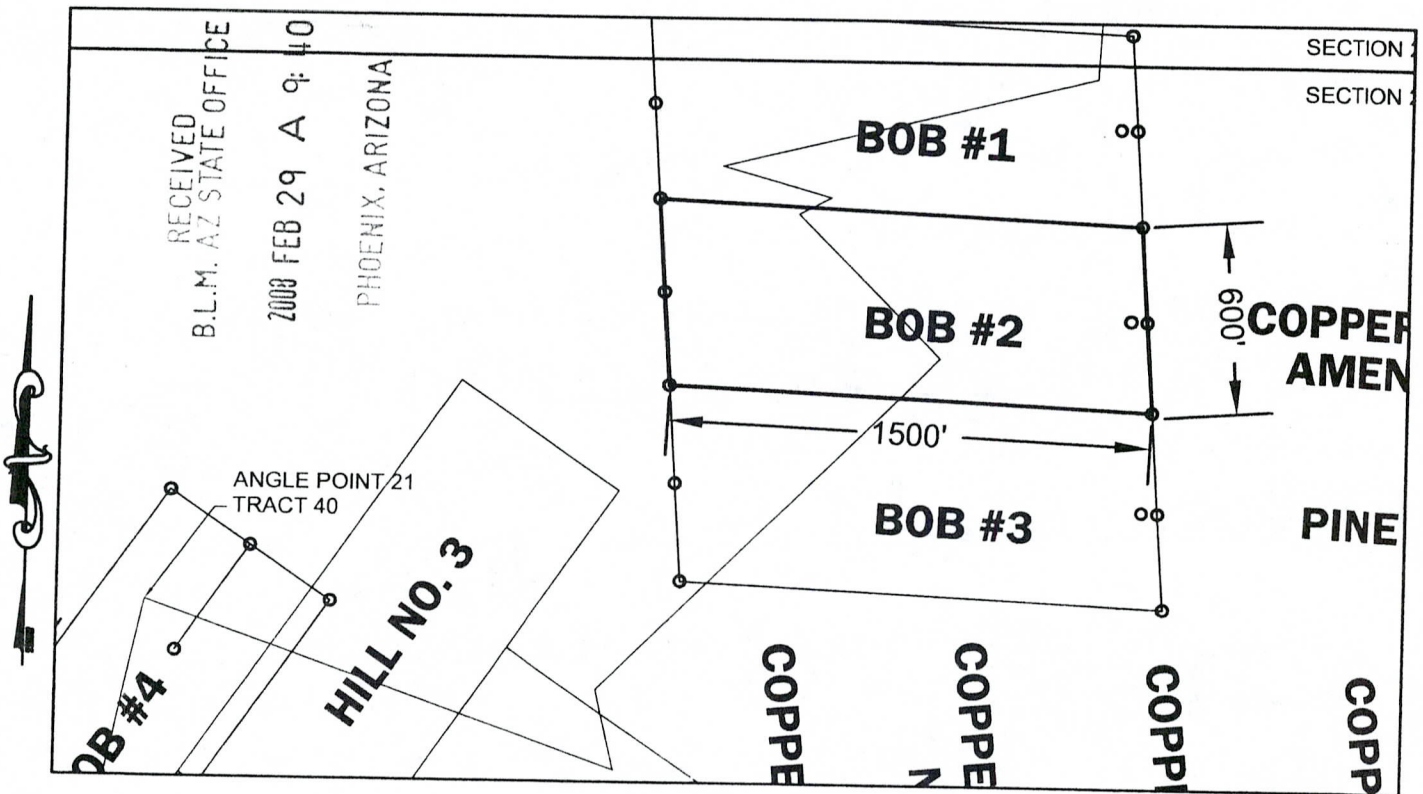 RECEIVED
B.L.M. AZ STATE OFFICE
2008 FEB 29 A 9: 40
PHOENIX, ARIZONA
SECTION 2
SECTION 2
BOB #1
BOB #2
600'
COPPER
AMEN
1500'
BOB #3
PINE
ANGLE POINT 21
TRACT 40
HILL NO. 3
OB #4
COPPE
COPPE
N
COPP
COPP